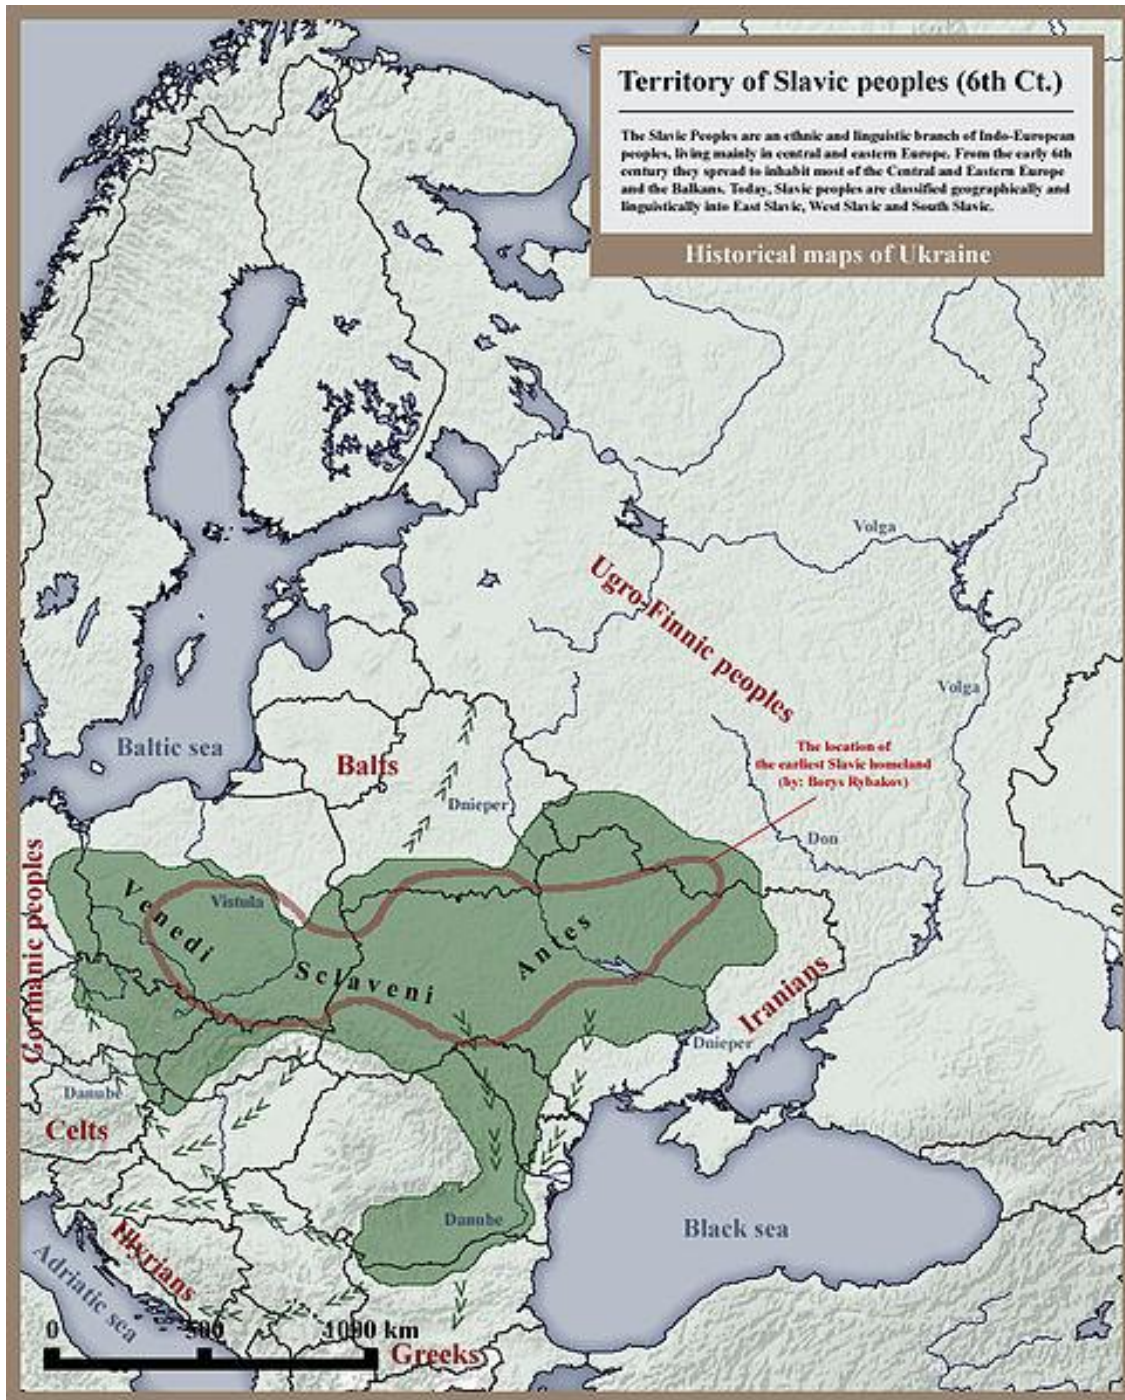 Territory of Slavic peoples (6th Ct.)
The Slavic Peoples are an ethnic and linguistic branch of Indo-European
peoples, living mainly in central and eastern Europe. From the early 6th
century they spread to inhabit most of the Central and Eastern Europe
and the Balkans. Today, Slavic peoples are classified geographically and
linguistically into East Slavic, West Slavic and South Slavic.
Historical maps of Ukraine
Volga
Ugro-Finnic peoples
Volga
Baltic sea
Balts
The location of
the earliest Slavic homeland
(by: Borys Rybakov)
Dnieper
Don
Gormanic peoples
Venedi
Vistula
Sclaveni
Antes
Iranians
Dnieper
Danube
Celts
Danube
Black sea
Illyrians
Adriatic sea
0 500 1000 km
Greeks